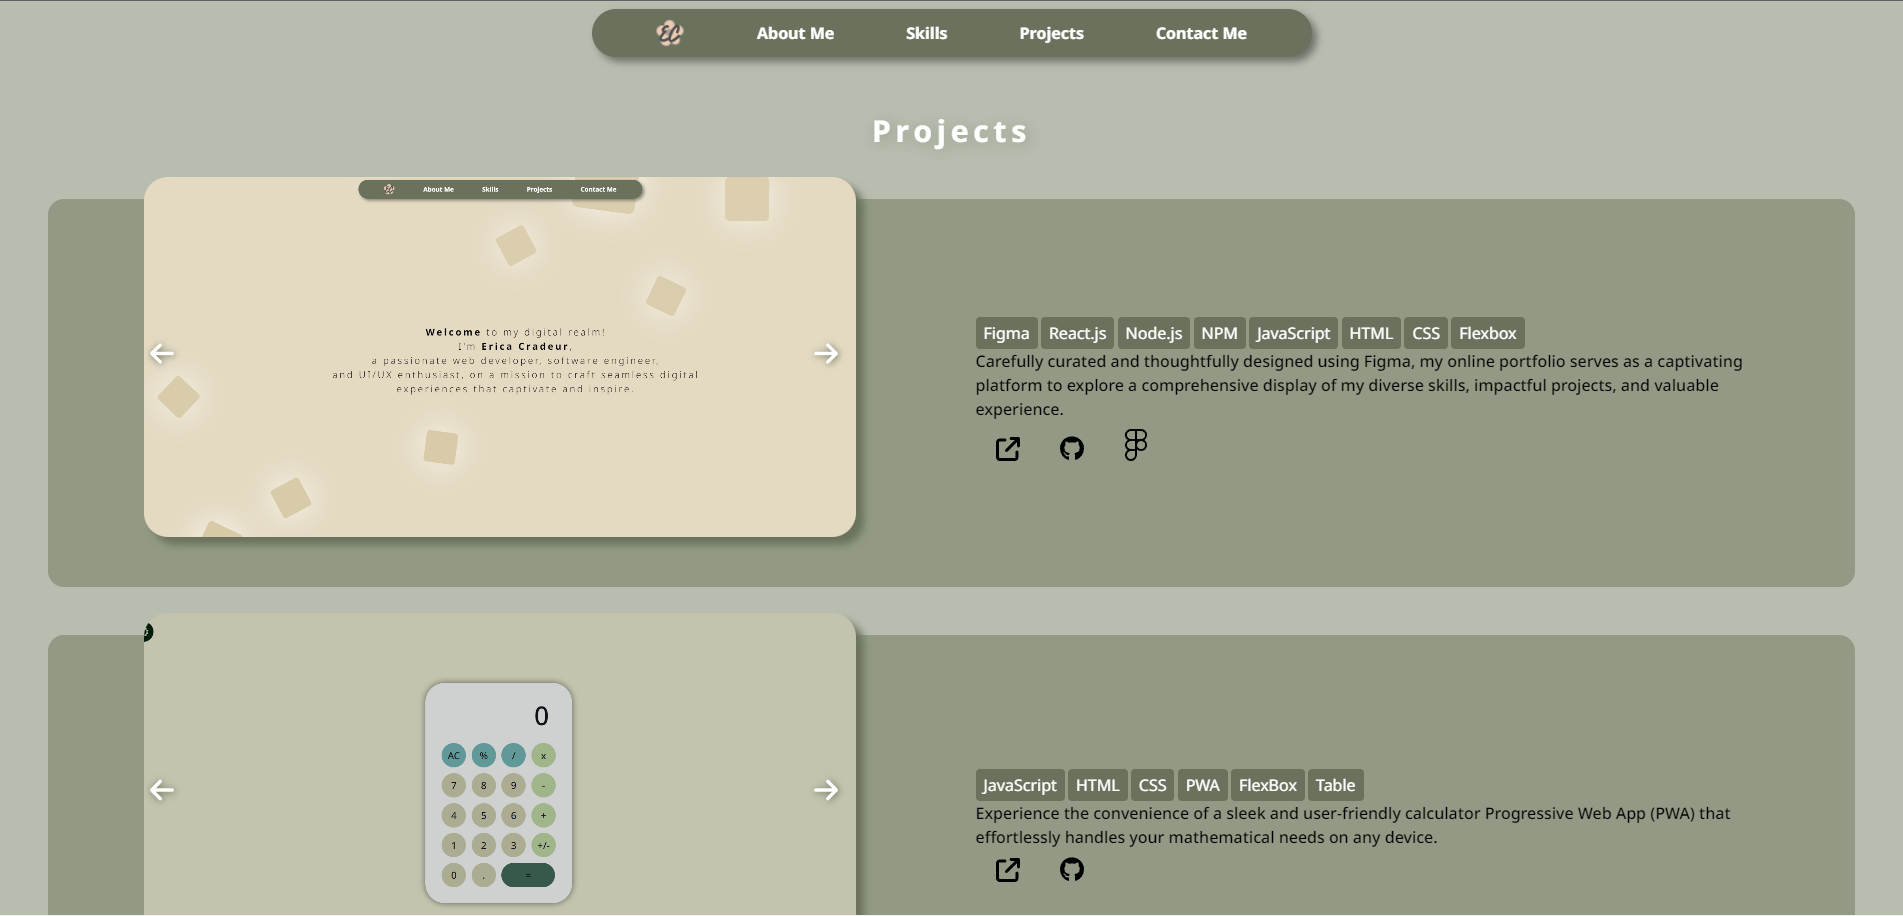 EC
About Me
Skills
Projects
Contact Me
Projects
About Me
Skills
Projects
Contact Me
Welcome to my digital realm!
I'm Erica Cradeur,
a passionate web developer, software engineer,
and UI/UX enthusiast, on a mission to craft seamless digital
experiences that captivate and inspire.
Figma React.js Node.js NPM JavaScript HTML CSS Flexbox
Carefully curated and thoughtfully designed using Figma, my online portfolio serves as a captivating
platform to explore a comprehensive display of my diverse skills, impactful projects, and valuable
experience.
0
AC % / x
7 8 9 -
4 5 6 +
1 2 3 +/-
0 . =
JavaScript HTML CSS PWA FlexBox Table
Experience the convenience of a sleek and user-friendly calculator Progressive Web App (PWA) that
effortlessly handles your mathematical needs on any device.